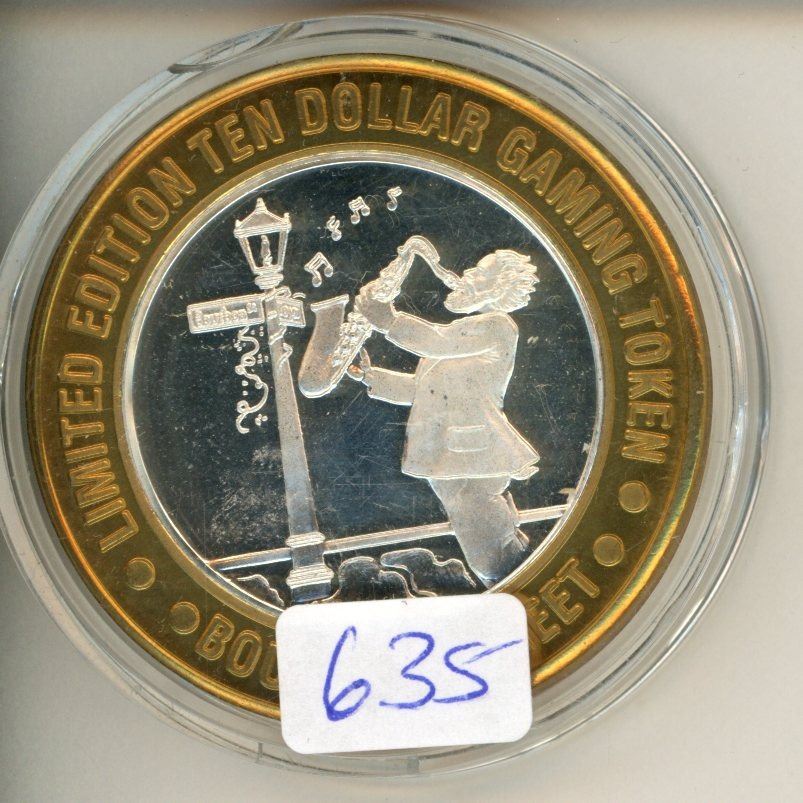 LIMITED EDITION TEN DOLLAR GAMING TOKEN
BOU
EET
635